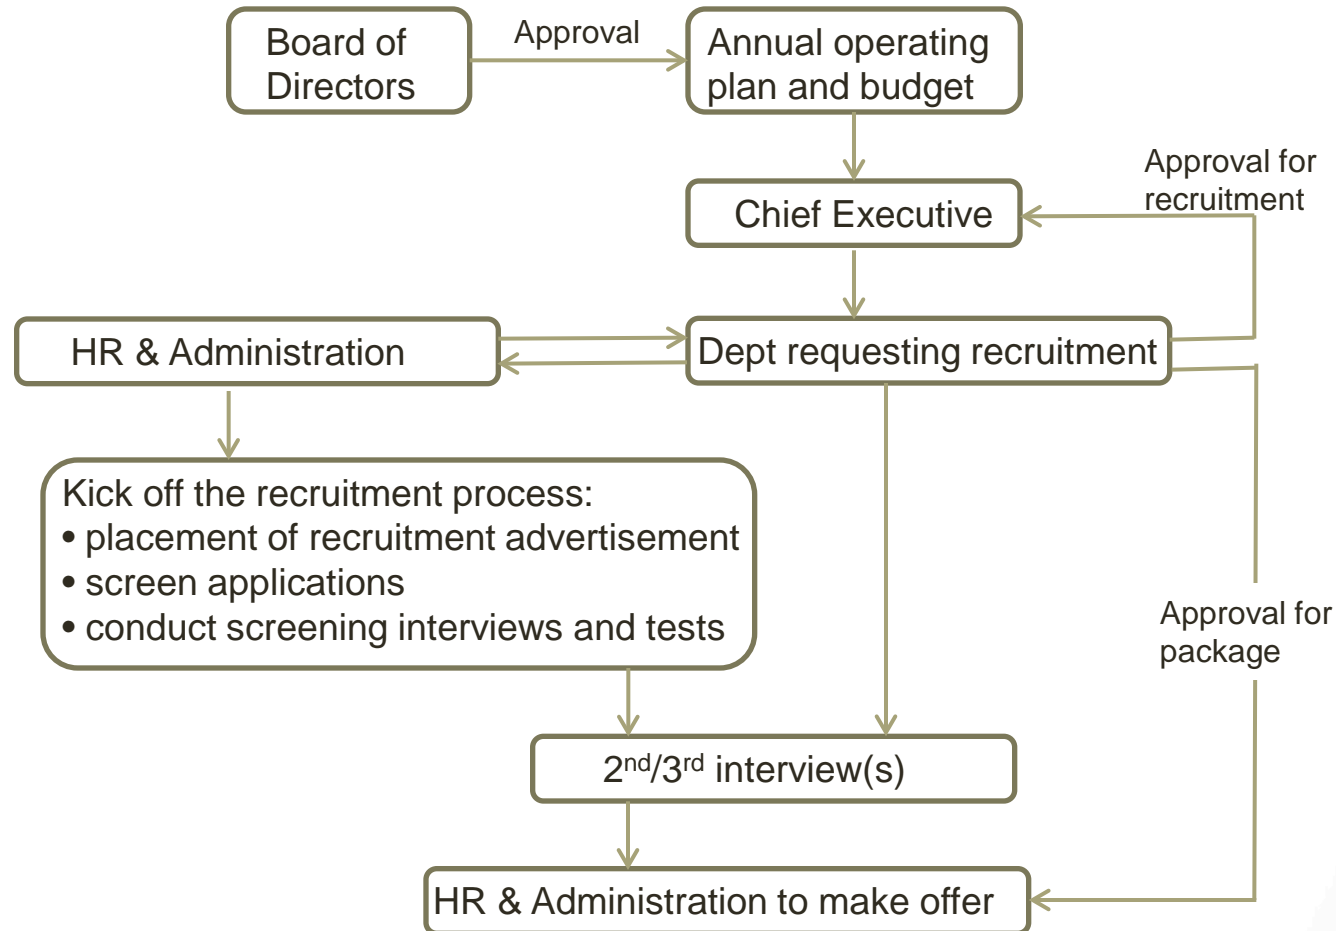 Board of
Directors
Approval
Annual operating
plan and budget
Approval for
recruitment
Chief Executive
HR & Administration
Dept requesting recruitment
Kick off the recruitment process:
• placement of recruitment advertisement
• screen applications
• conduct screening interviews and tests
Approval for
package
2nd/3rd interview(s)
HR & Administration to make offer